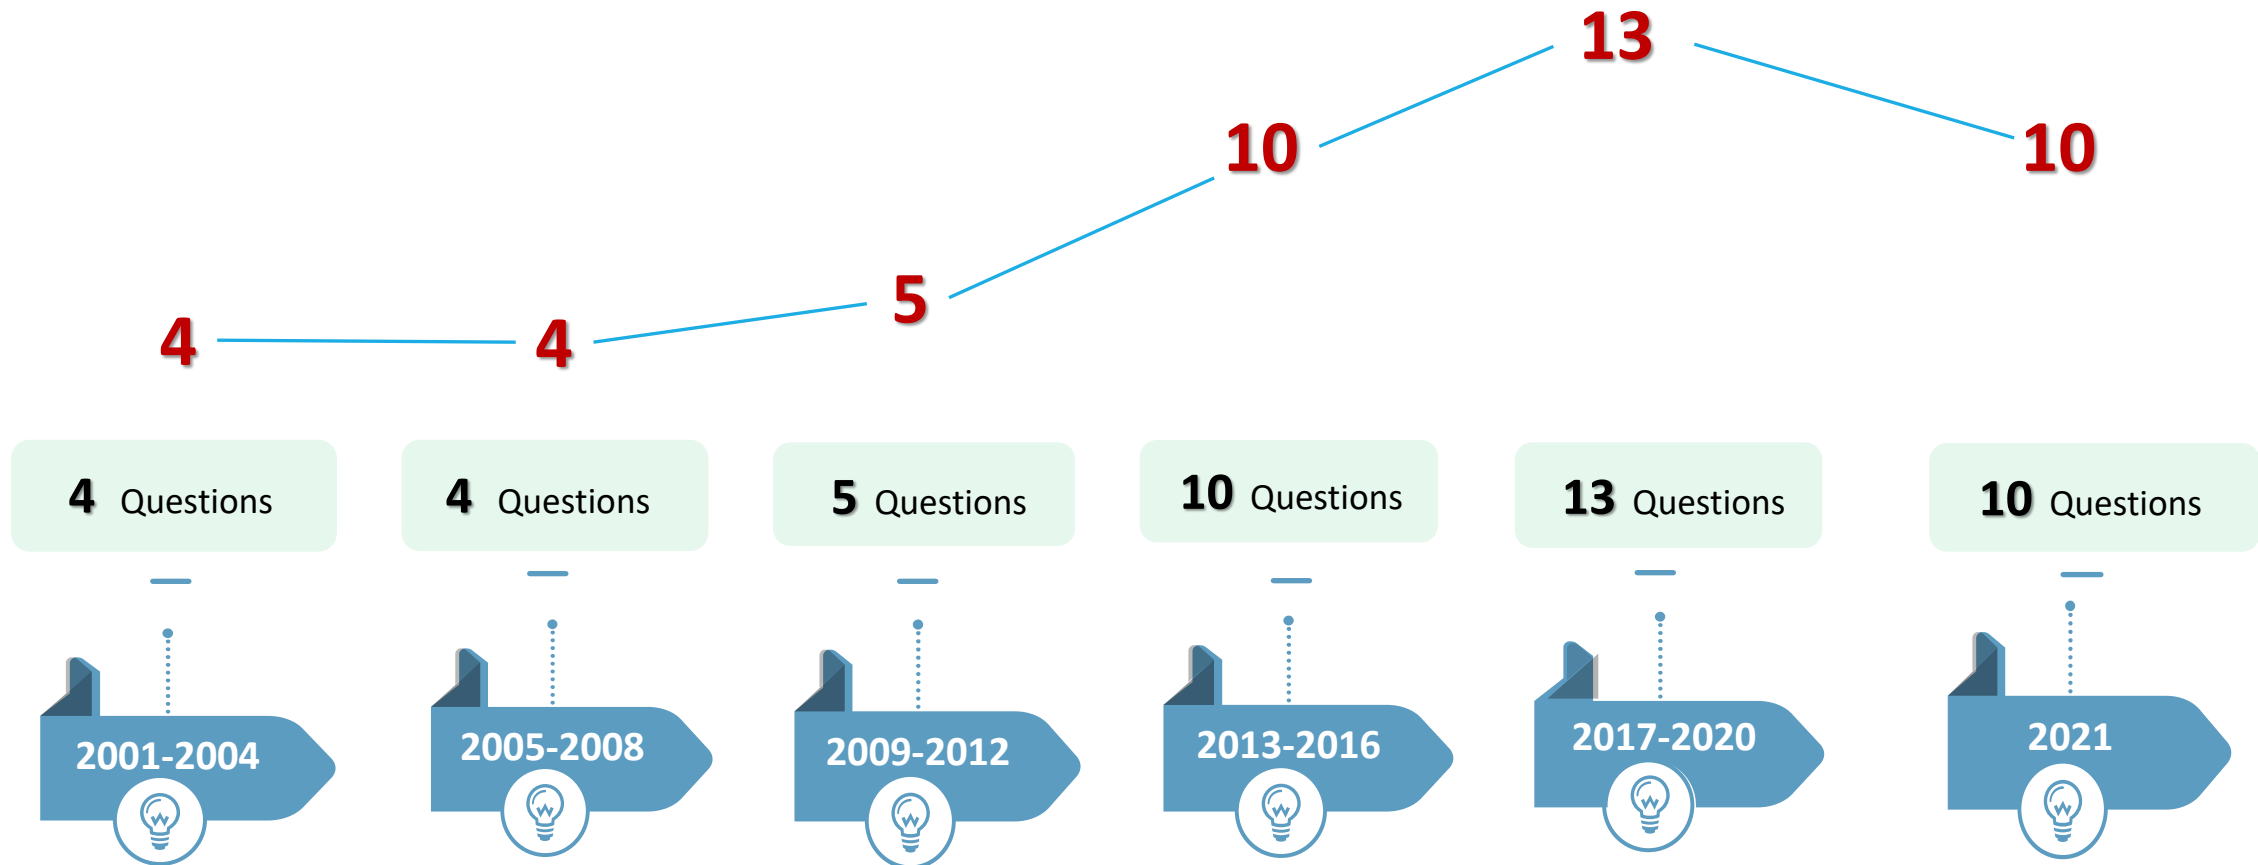 13
10
10
5
4
4
4 Questions
4 Questions
5 Questions
10 Questions
13 Questions
10 Questions
2001-2004
2005-2008
2009-2012
2013-2016
2017-2020
2021